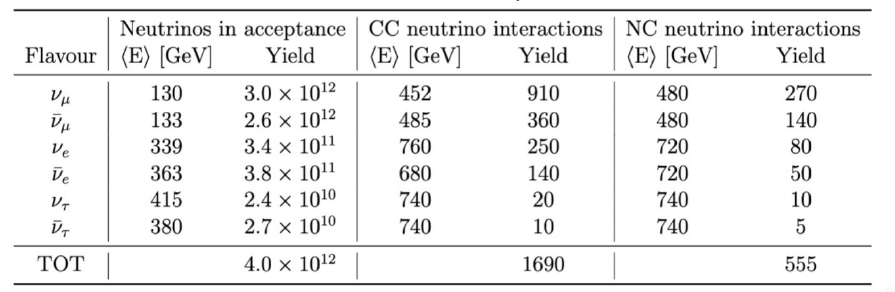 Neutrinos in acceptance CC neutrino interactions NC neutrino interactions
Flavour ⟨E⟩ [GeV] Yield ⟨E⟩ [GeV] Yield ⟨E⟩ [GeV] Yield
ν_μ 130 3.0 × 10^12 452 910 480 270
ν̄_μ 133 2.6 × 10^12 485 360 480 140
ν_e 339 3.4 × 10^11 760 250 720 80
ν̄_e 363 3.8 × 10^11 680 140 720 50
ν_τ 415 2.4 × 10^10 740 20 740 10
ν̄_τ 380 2.7 × 10^10 740 10 740 5
TOT 4.0 × 10^12 1690 555